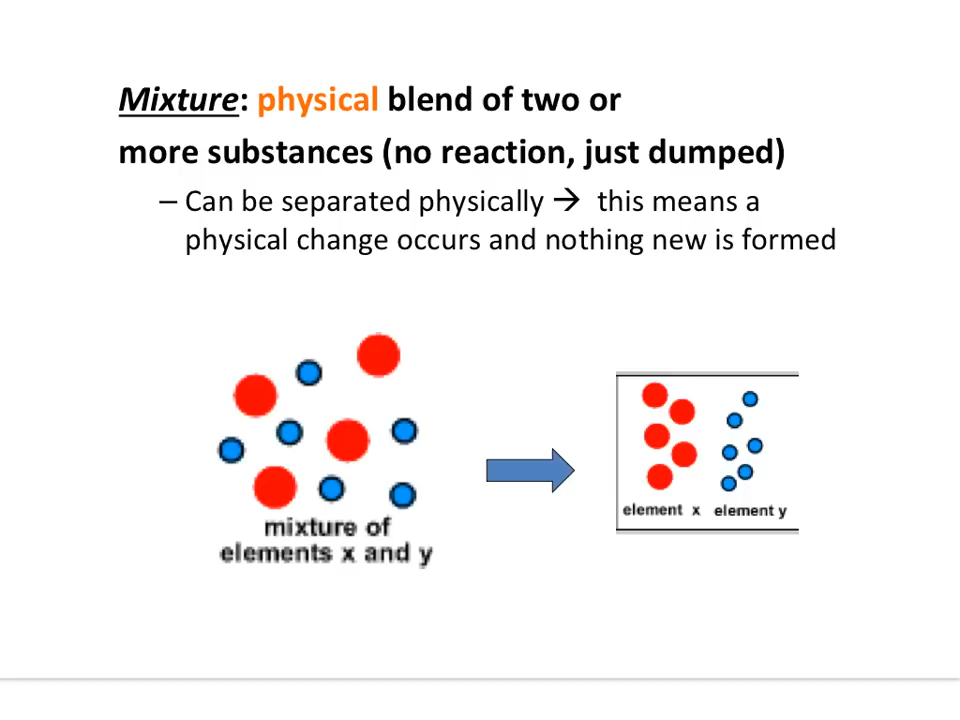 Mixture: physical blend of two or
more substances (no reaction, just dumped)
– Can be separated physically → this means a
physical change occurs and nothing new is formed
mixture of
elements x and y
element x element y